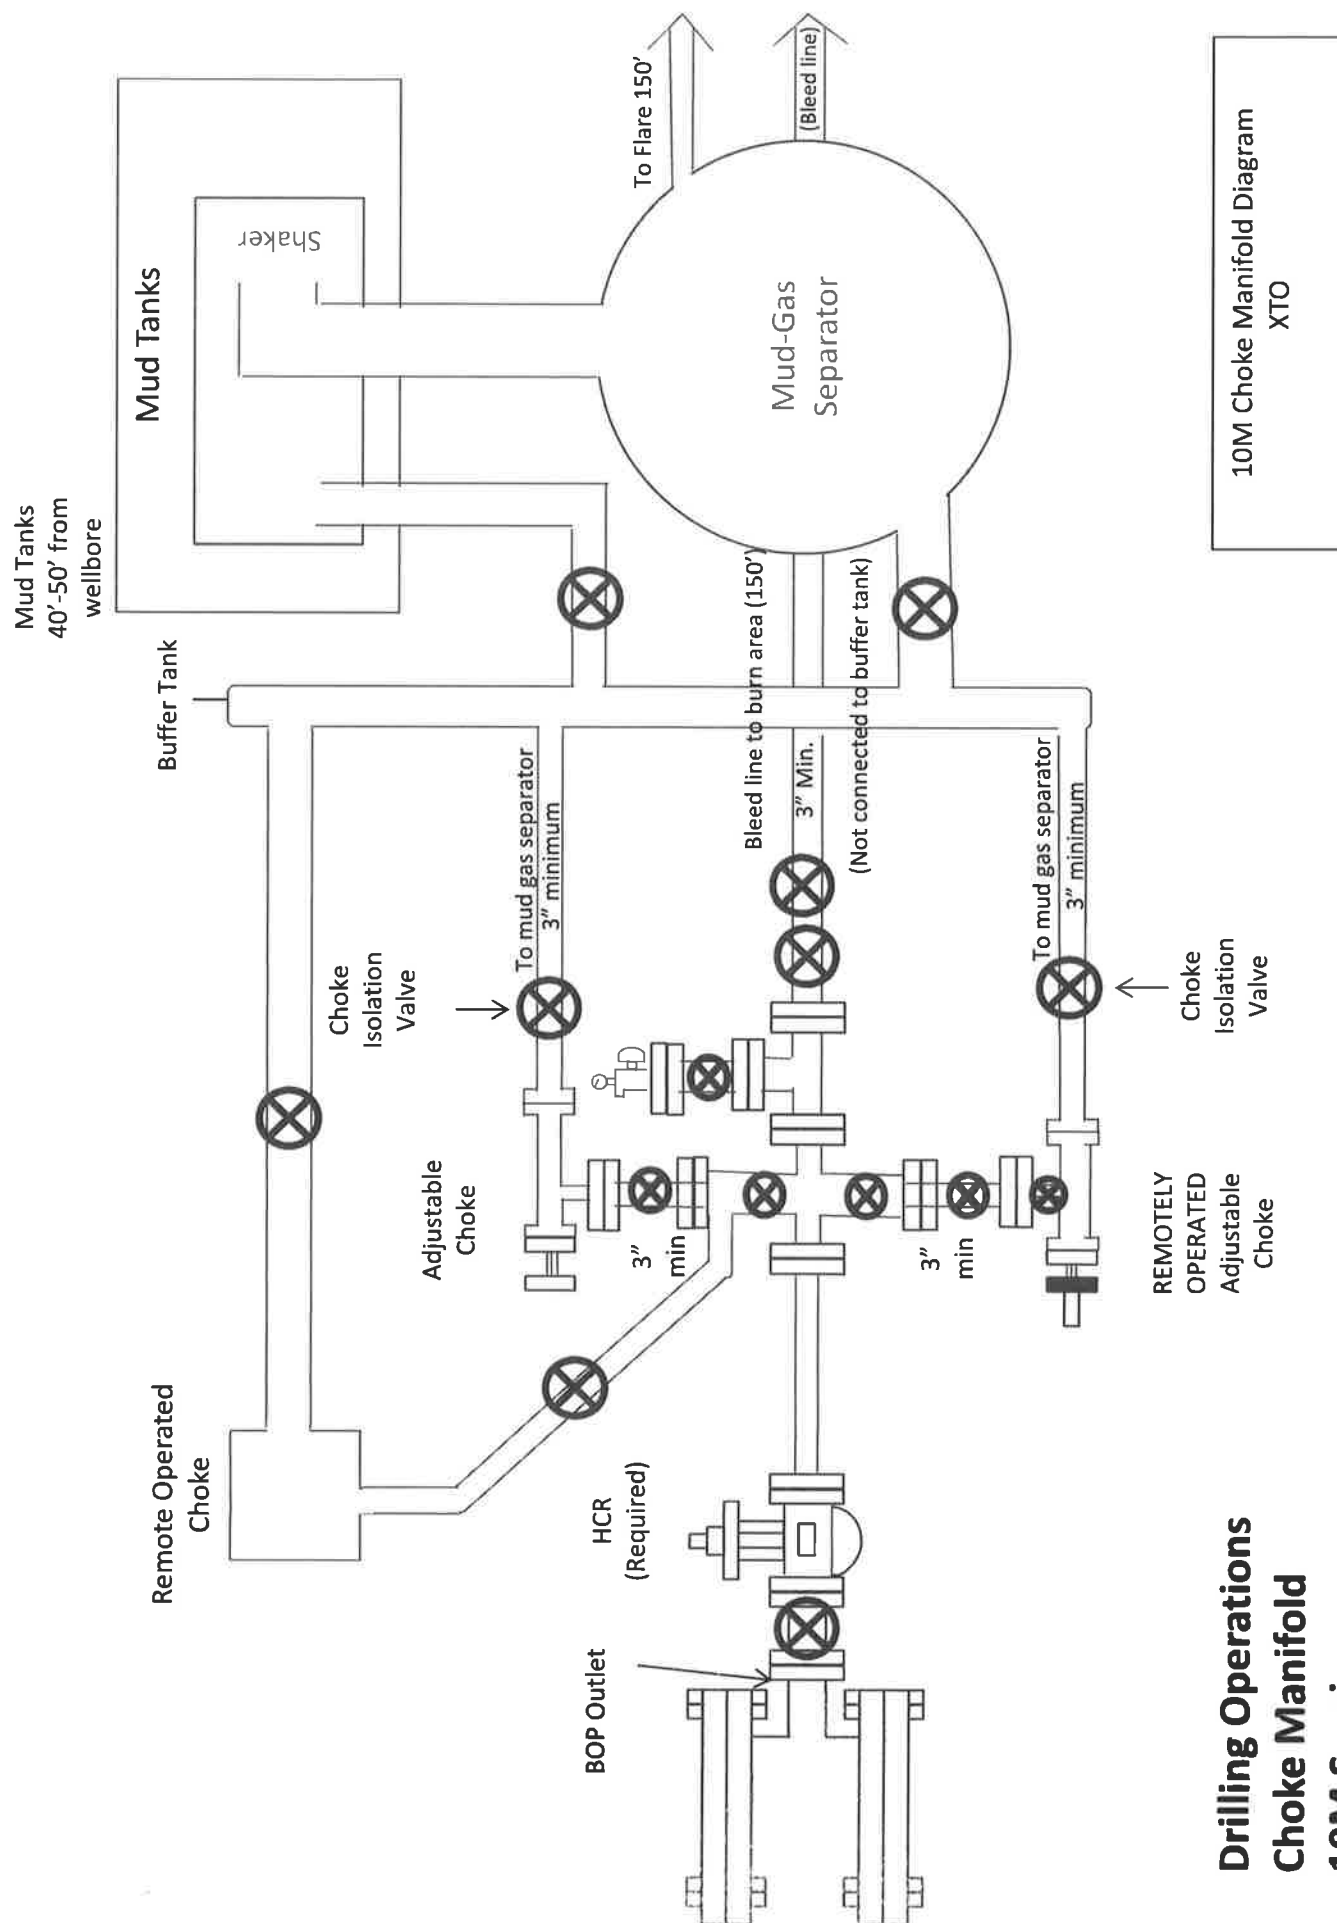 Mud Tanks
40'-50' from
wellbore
Mud Tanks
Shaker
To Flare 150'
(Bleed line)
Mud-Gas
Separator
Buffer Tank
Bleed line to burn area (150')
3" Min.
(Not connected to buffer tank)
To mud gas separator
3" minimum
To mud gas separator
3" minimum
Choke
Isolation
Valve
Choke
Isolation
Valve
Adjustable
Choke
3"
min
3"
min
REMOTELY
OPERATED
Adjustable
Choke
Remote Operated
Choke
HCR
(Required)
BOP Outlet
10M Choke Manifold Diagram
XTO
Drilling Operations
Choke Manifold